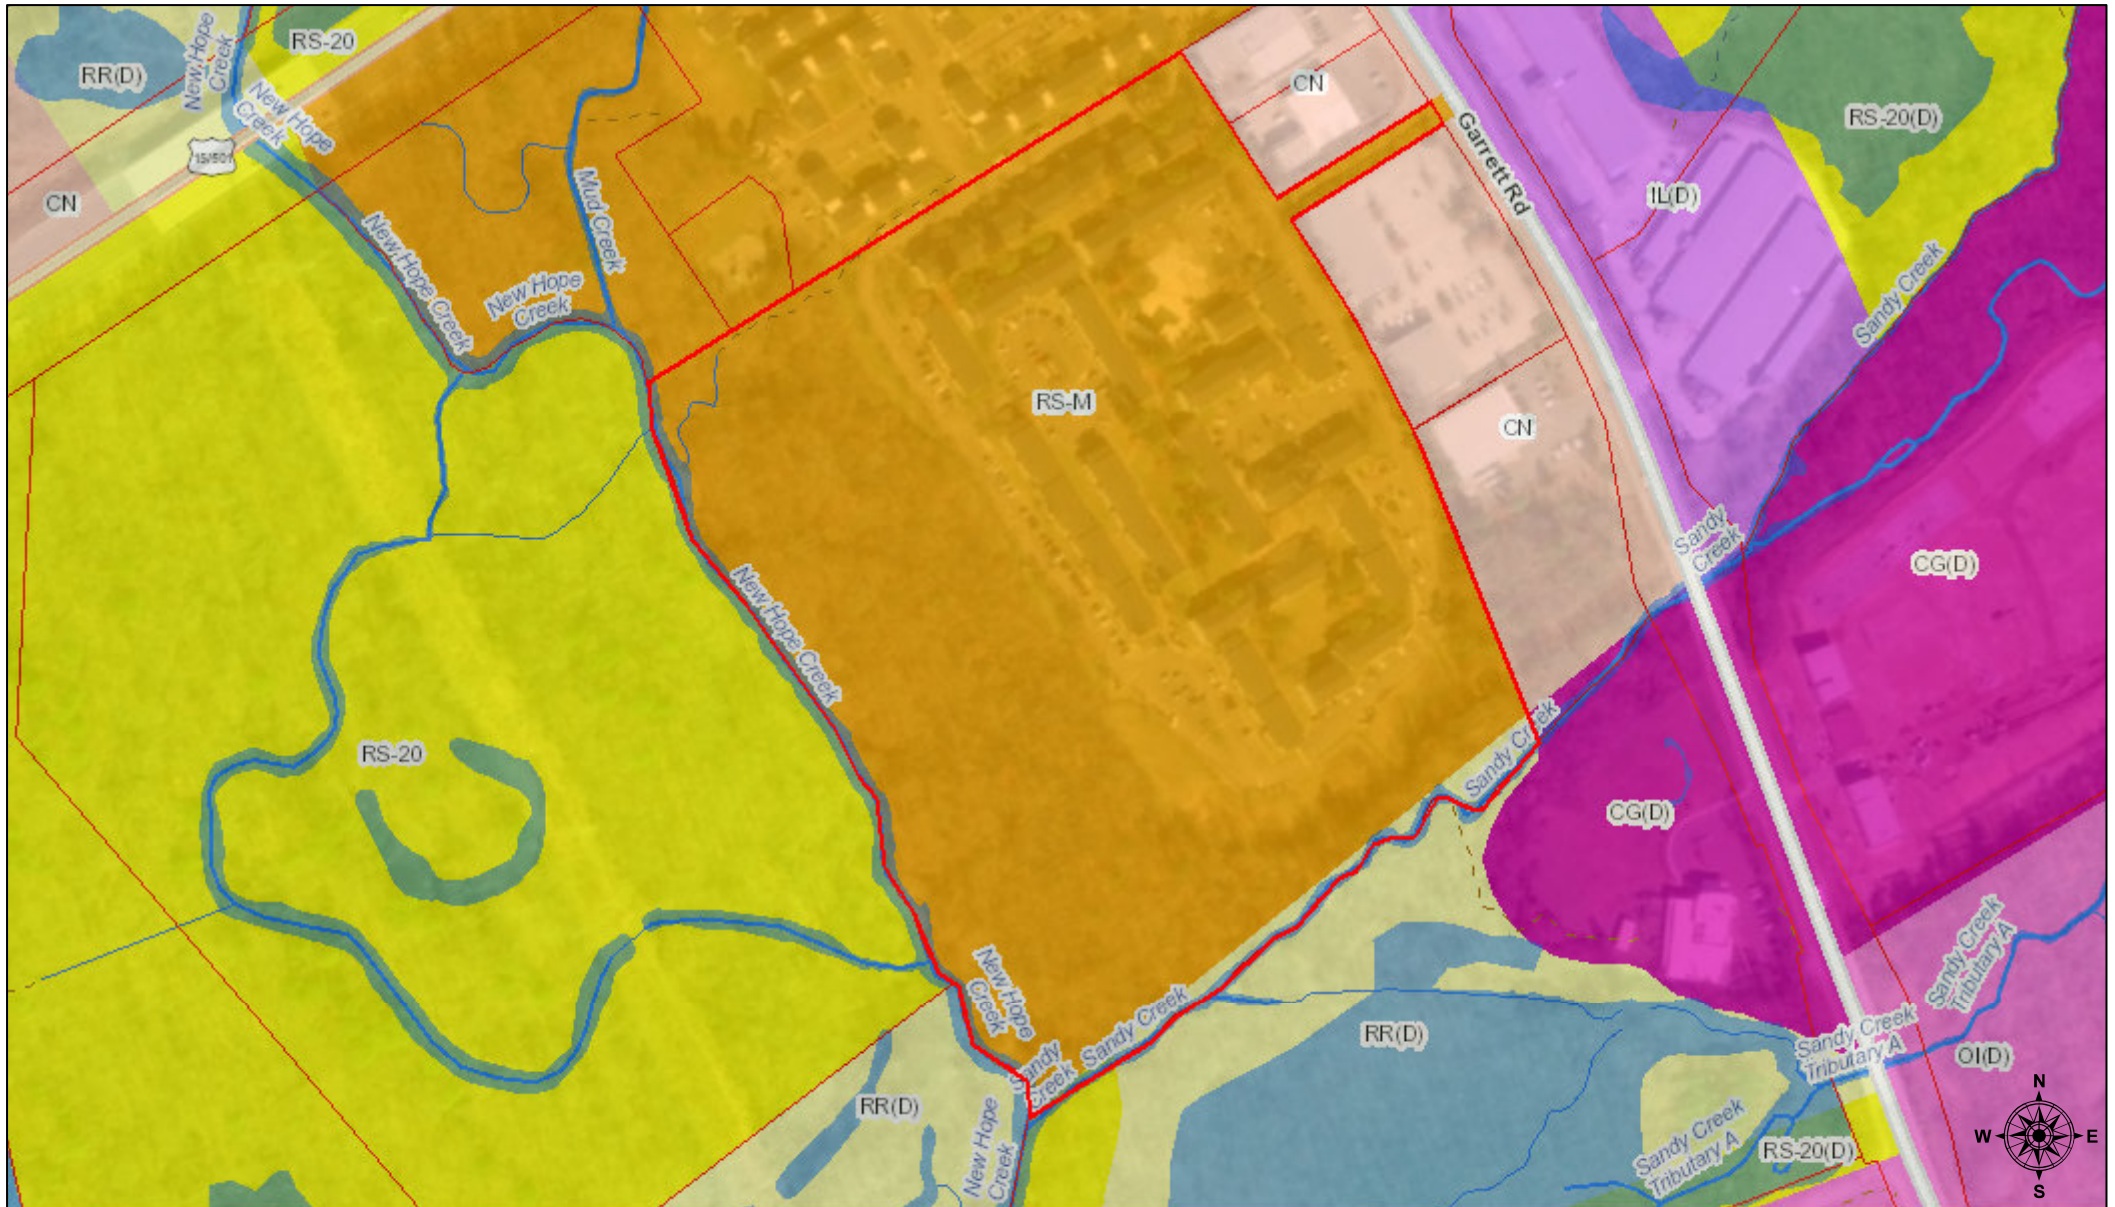 RS-20
RR(D)
New Hope
Creek
New Hope
Creek
15/501
CN
CN
Garrett Rd
RS-20(D)
IL(D)
Mud Creek
New Hope Creek
New Hope
Creek
Sandy Creek
RS-M
CN
Sandy
Creek
CG(D)
New Hope Creek
RS-20
Sandy Creek
CG(D)
New Hope
Creek
Sandy Creek
Sandy
Creek
RR(D)
Sandy Creek
Tributary A
Sandy Creek
Tributary A
OI(D)
RR(D)
New Hope
Creek
Sandy Creek
Tributary A
RS-20(D)
N
W
E
S